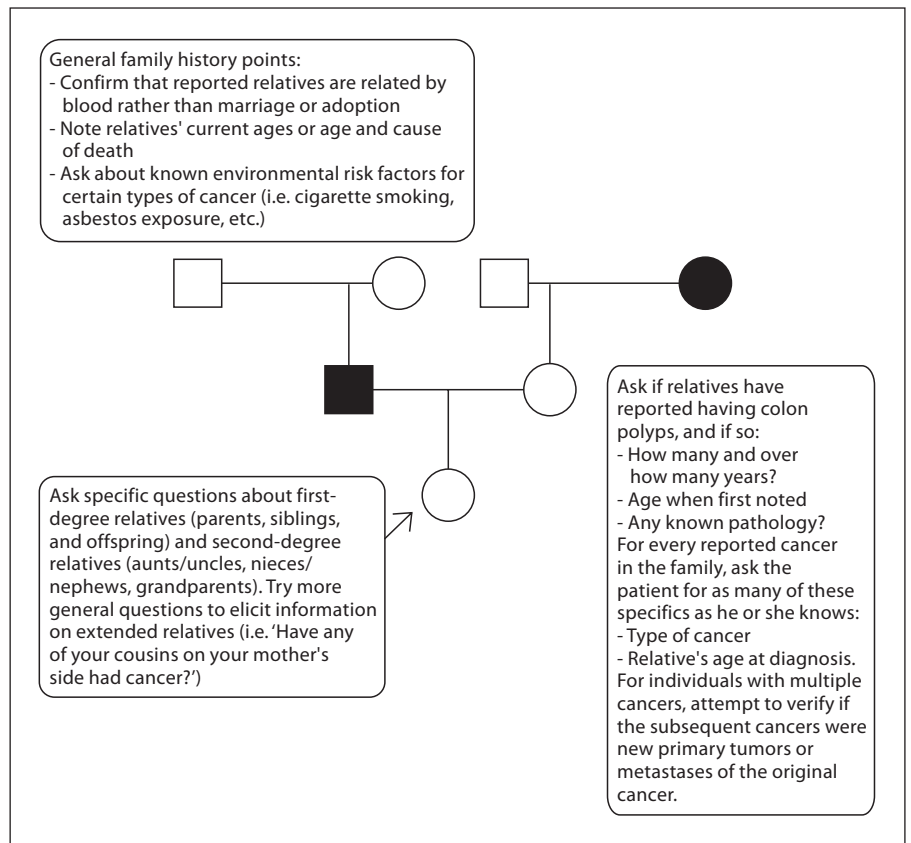 General family history points:
- Confirm that reported relatives are related by
blood rather than marriage or adoption
- Note relatives' current ages or age and cause
of death
- Ask about known environmental risk factors for
certain types of cancer (i.e. cigarette smoking,
asbestos exposure, etc.)
Ask if relatives have
reported having colon
polyps, and if so:
- How many and over
how many years?
- Age when first noted
- Any known pathology?
For every reported cancer
in the family, ask the
patient for as many of these
specifics as he or she knows:
- Type of cancer
- Relative's age at diagnosis.
For individuals with multiple
cancers, attempt to verify if
the subsequent cancers were
new primary tumors or
metastases of the original
cancer.
Ask specific questions about first-
degree relatives (parents, siblings,
and offspring) and second-degree
relatives (aunts/uncles, nieces/
nephews, grandparents). Try more
general questions to elicit information
on extended relatives (i.e. ‘Have any
of your cousins on your mother's
side had cancer?’)